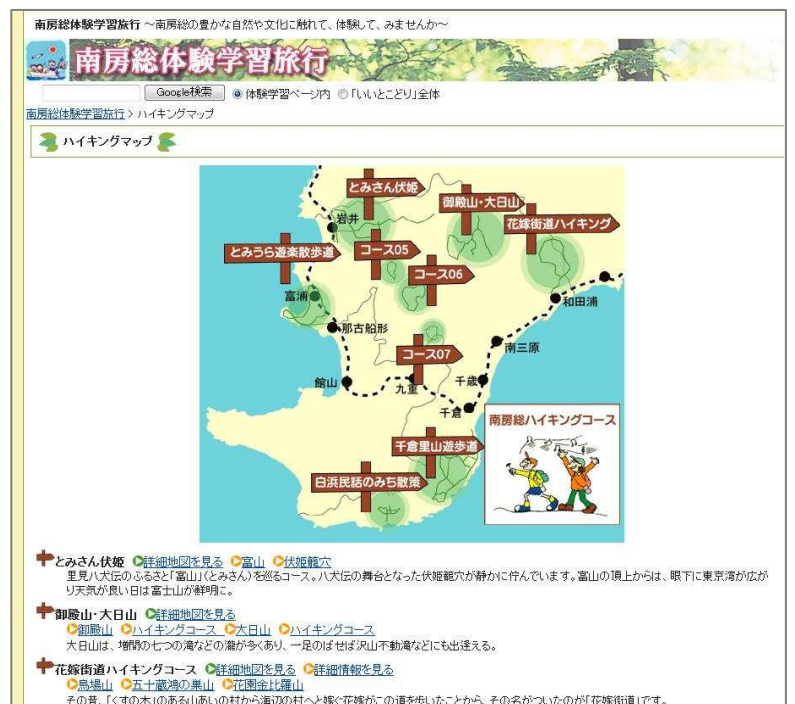 南房総体験学習旅行 ～南房総の豊かな自然や文化に触れて、体験して、みませんか～
南房総体験学習旅行
Google検索 体験学習ページ内 「いいとこどり」全体
南房総体験学習旅行 > ハイキングマップ
ハイキングマップ
とみさん伏姫
御殿山・大日山
花嫁街道ハイキング
岩井
とみうら遊楽散歩道
コース05
コース06
富浦
和田浦
那古船形
コース07
南三原
館山
九重
千歳
千倉
南房総ハイキングコース
千倉里山遊歩道
白浜民話のみち散策
とみさん伏姫 詳細地図を見る 富山 伏姫籠穴
里見八犬伝のふるさと「富山」(とみさん)を巡るコース。八犬伝の舞台となった伏姫籠穴が静かに佇んでいます。富山の頂上からは、眼下に東京湾が広が
り天気が良い日は富士山が鮮明に。
御殿山・大日山 詳細地図を見る
御殿山 ハイキングコース 大日山 ハイキングコース
大日山は、増間の七つの滝などの瀧が多くあり、一足のばせば沢山不動滝などにも出逢える。
花嫁街道ハイキングコース 詳細地図を見る 詳細情報を見る
烏場山 五十蔵鴻の巣山 花園金比羅山
その昔、「くすの木」のある山あいの村から海辺の村へと嫁ぐ花嫁がこの道を歩いたことから、その名がついたのが「花嫁街道」です。